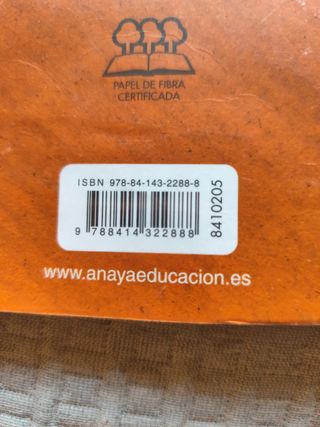 PAPEL DE FIBRA
CERTIFICADA
ISBN 978-84-143-2288-8
9 788414 322888
8410205
www.anayaeducacion.es